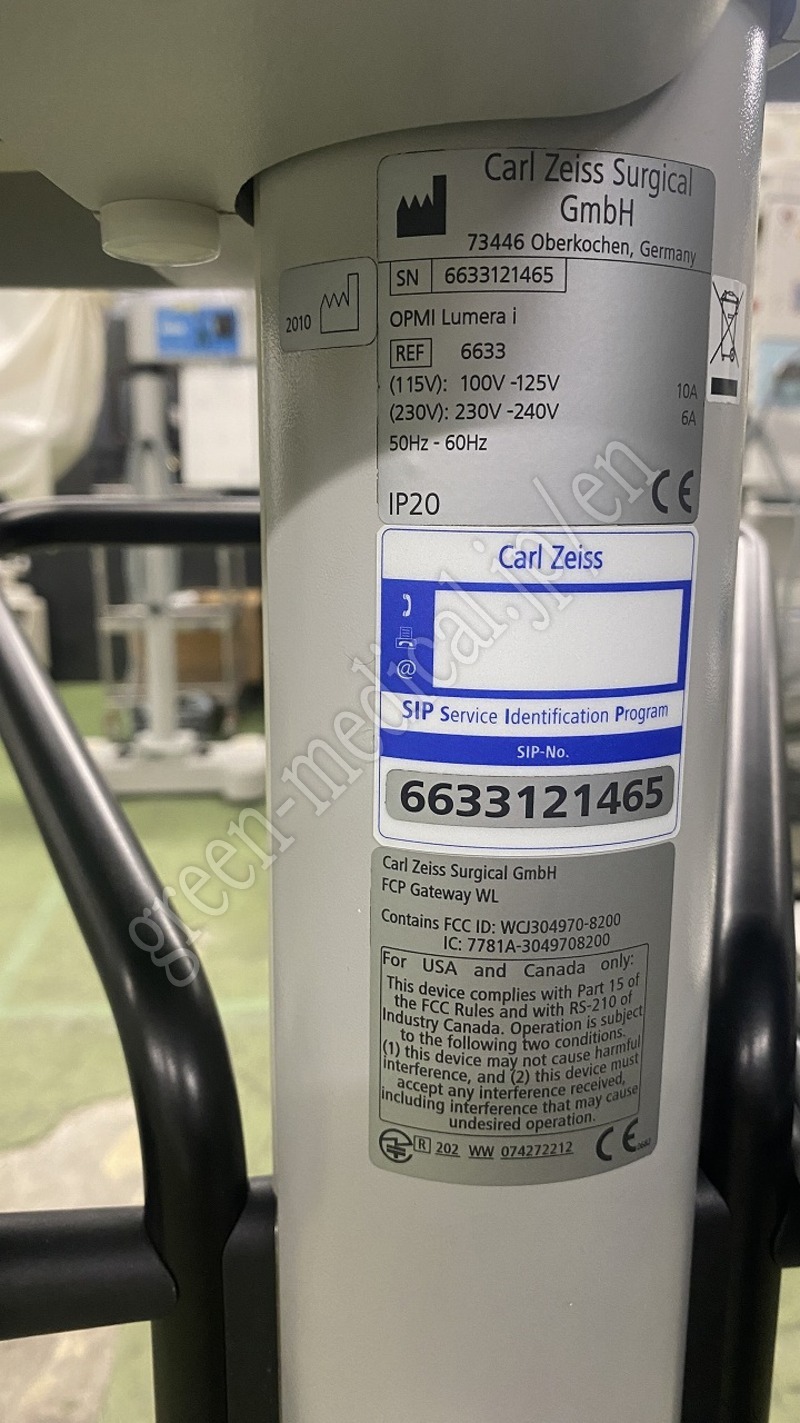 Carl Zeiss Surgical
GmbH
73446 Oberkochen, Germany
2010
SN 6633121465
OPMI Lumera i
REF 6633
(115V): 100V -125V 10A
(230V): 230V -240V 6A
50Hz - 60Hz
IP20 CE
Carl Zeiss
@
SIP Service Identification Program
SIP-No.
6633121465
Carl Zeiss Surgical GmbH
FCP Gateway WL
Contains FCC ID: WCJ304970-8200
IC: 7781A-3049708200
For USA and Canada only:
This device complies with Part 15 of
the FCC Rules and with RS-210 of
Industry Canada. Operation is subject
to the following two conditions.
(1) this device may not cause harmful
interference, and (2) this device must
accept any interference received,
including interference that may cause
undesired operation.
R 202 WW 074272212 CE
green-medical.jp/en